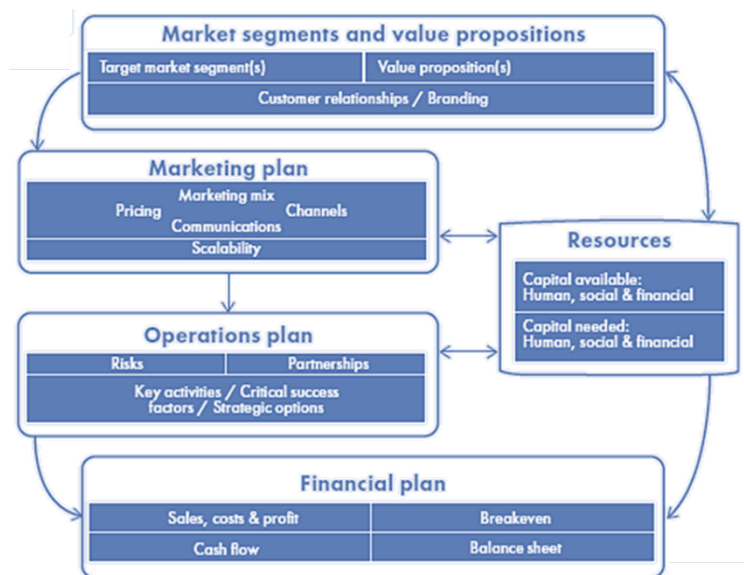 Market segments and value propositions
Target market segment(s)
Value proposition(s)
Customer relationships / Branding
Marketing plan
Marketing mix
Pricing
Channels
Communications
Scalability
Resources
Capital available:
Human, social & financial
Capital needed:
Human, social & financial
Operations plan
Risks
Partnerships
Key activities / Critical success
factors / Strategic options
Financial plan
Sales, costs & profit
Breakeven
Cash flow
Balance sheet